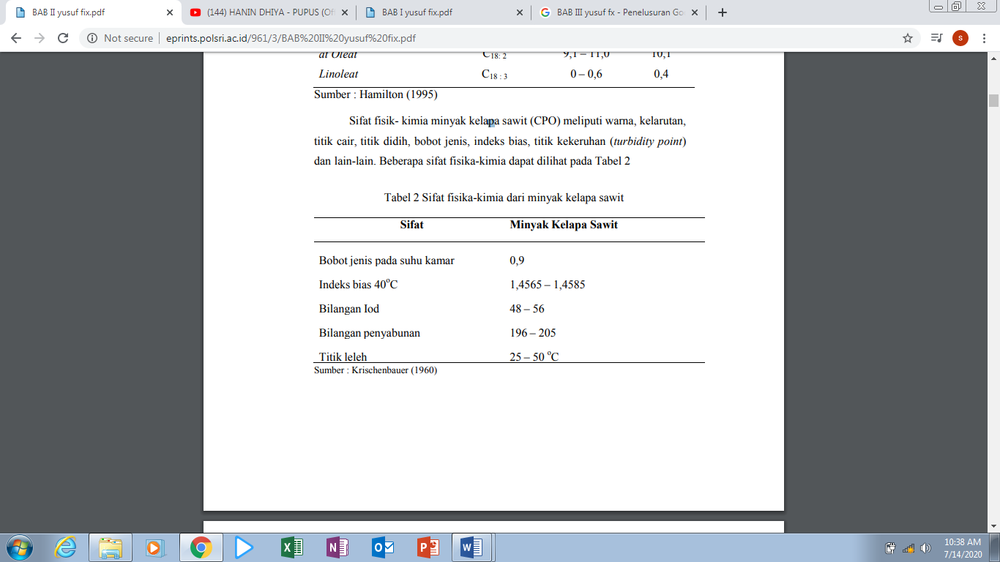 BAB II yusuf fix.pdf
(144) HANIN DHIYA - PUPUS (Of
BAB I yusuf fix.pdf
BAB III yusuf fx - Penelusuran Go
Not secure | eprints.polsri.ac.id/961/3/BAB%20II%20yusuf%20fix.pdf
s
at Oleat C18: 2 9,1 – 11,0 10,1
Linoleat C18 : 3 0 – 0,6 0,4
Sumber : Hamilton (1995)
Sifat fisik- kimia minyak kelapa sawit (CPO) meliputi warna, kelarutan,
titik cair, titik didih, bobot jenis, indeks bias, titik kekeruhan (turbidity point)
dan lain-lain. Beberapa sifat fisika-kimia dapat dilihat pada Tabel 2
Tabel 2 Sifat fisika-kimia dari minyak kelapa sawit
Sifat Minyak Kelapa Sawit
Bobot jenis pada suhu kamar 0,9
Indeks bias 40°C 1,4565 – 1,4585
Bilangan Iod 48 – 56
Bilangan penyabunan 196 – 205
Titik leleh 25 – 50 °C
Sumber : Krischenbauer (1960)
10:38 AM
7/14/2020